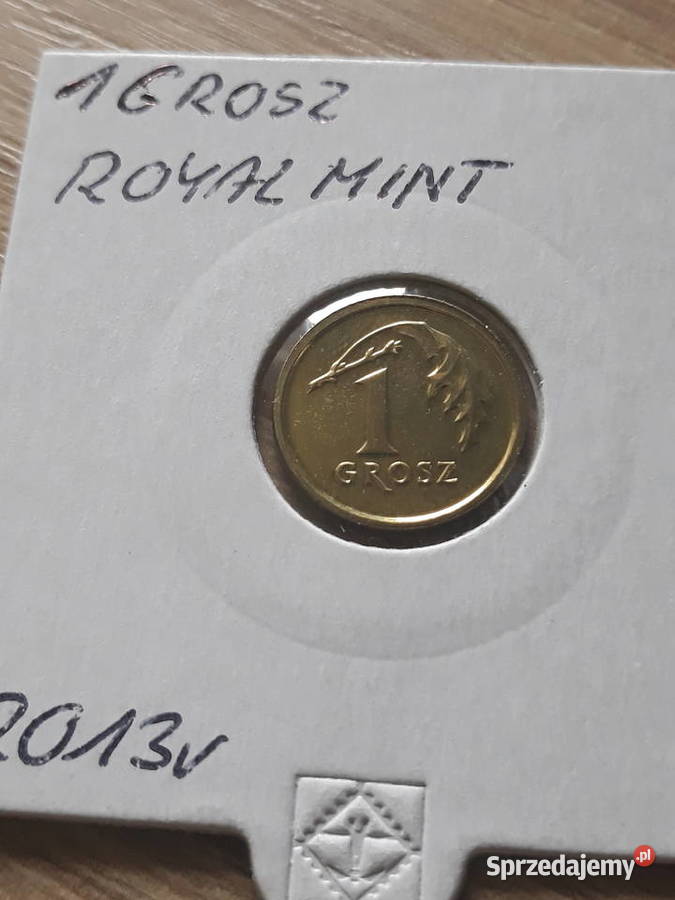 1 GROSZ
ROYAL MINT
1
GROSZ
2013r
Sprzedajemy.pl